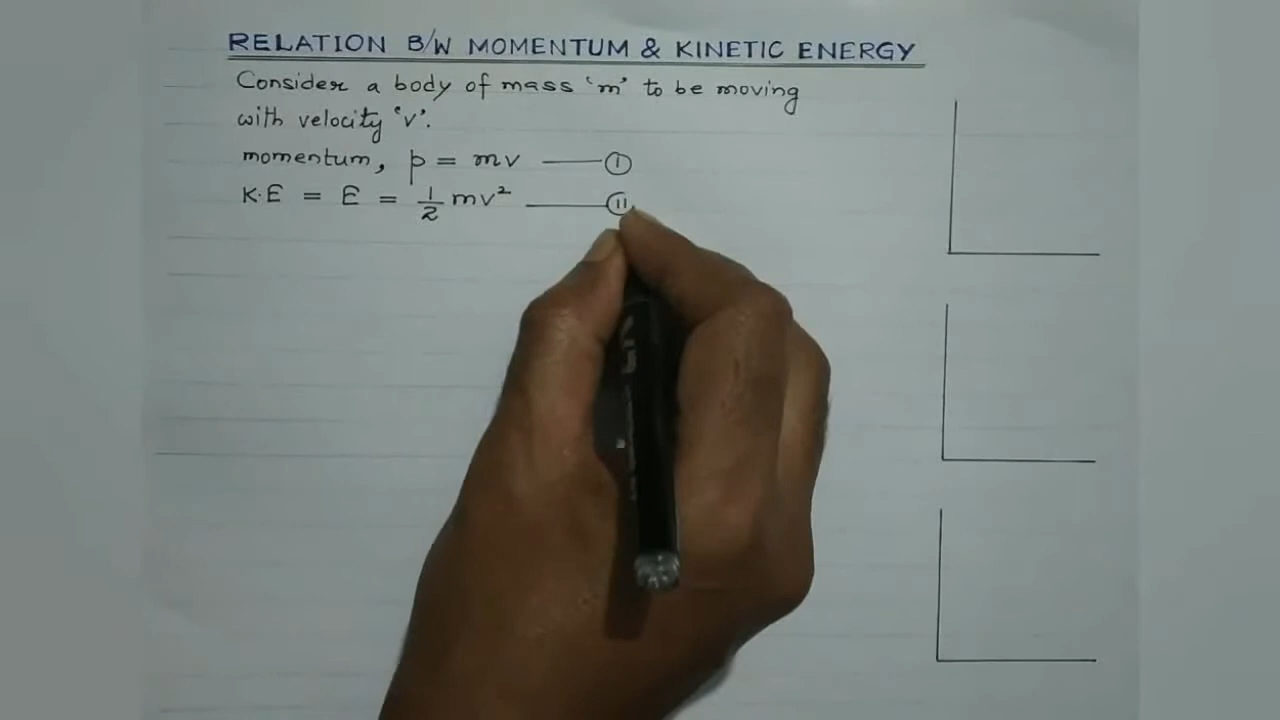 RELATION B/W MOMENTUM & KINETIC ENERGY
Consider a body of mass 'm' to be moving
with velocity 'v'.
momentum, p = mv —— (I)
K.E = E = 1/2 mv² —— (II)